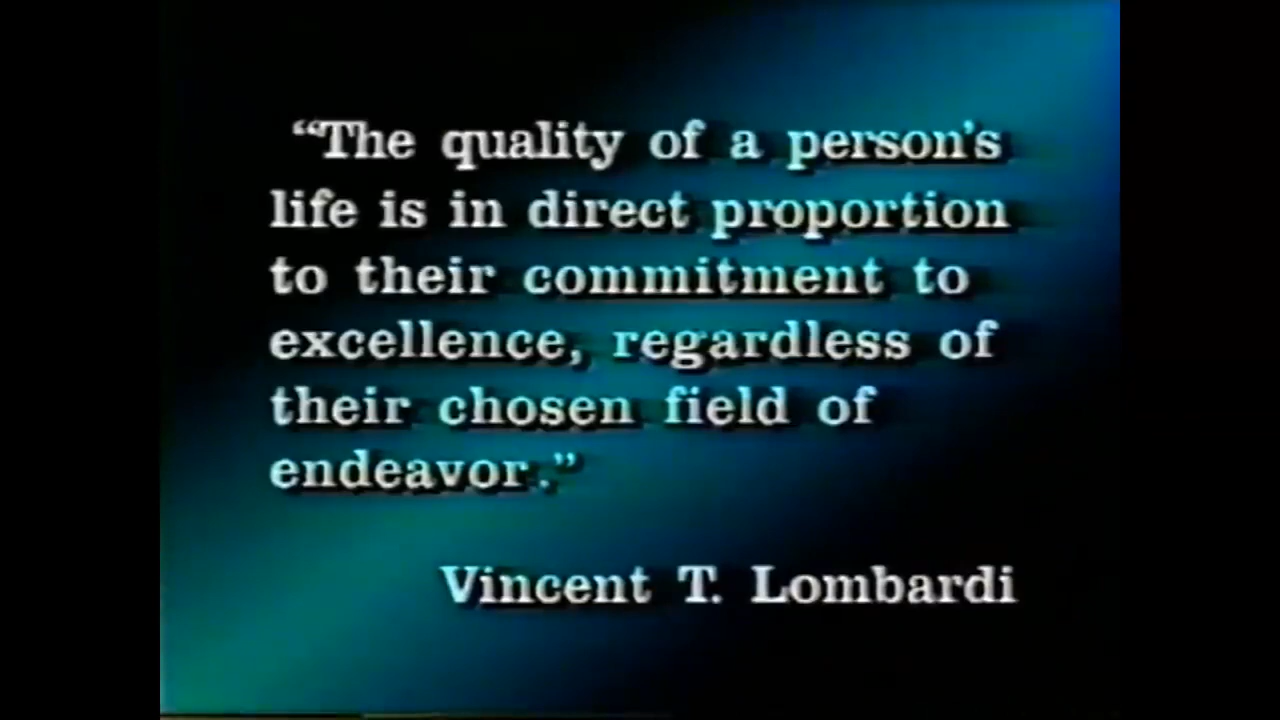 “The quality of a person's
life is in direct proportion
to their commitment to
excellence, regardless of
their chosen field of
endeavor.”
Vincent T. Lombardi